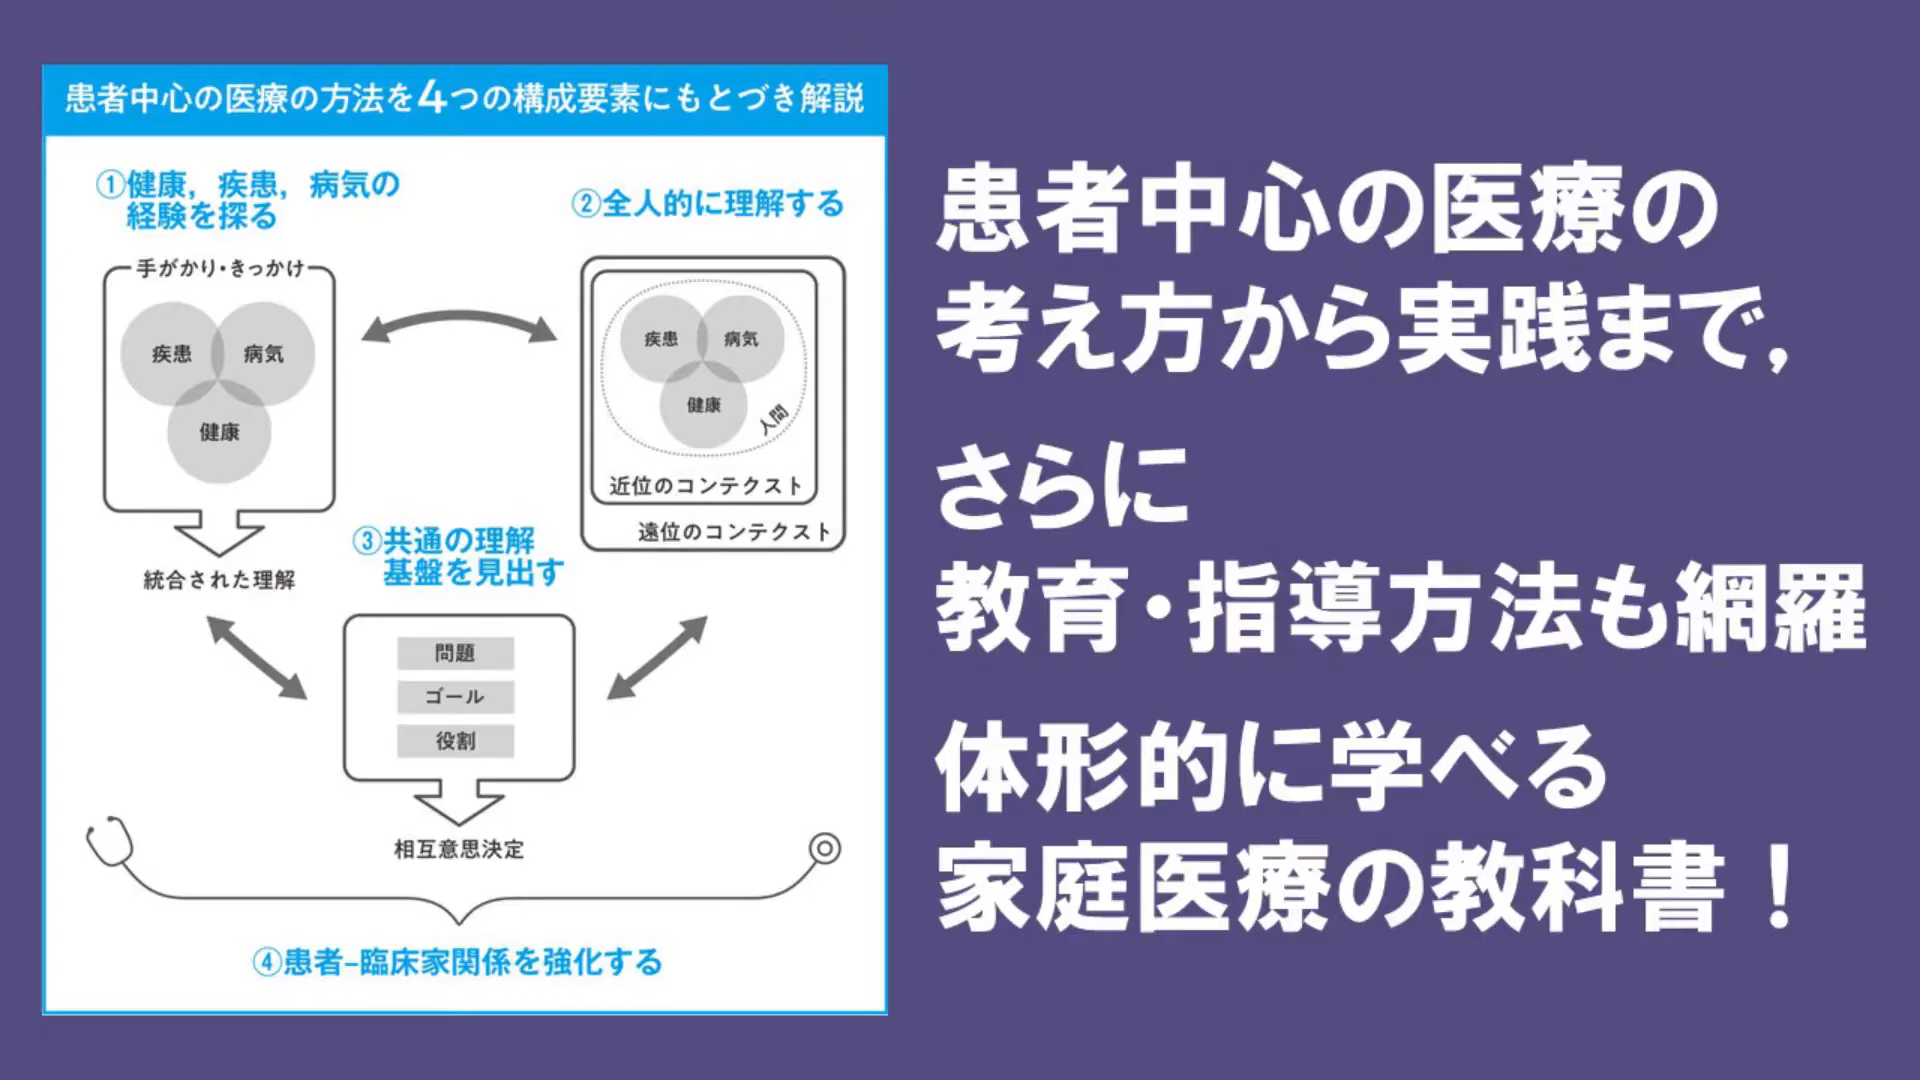 患者中心の医療の方法を4つの構成要素にもとづき解説
①健康，疾患，病気の
経験を探る
手がかり・きっかけ
疾患
病気
健康
統合された理解
②全人的に理解する
疾患
病気
健康
人間
近位のコンテクスト
遠位のコンテクスト
③共通の理解
基盤を見出す
問題
ゴール
役割
相互意思決定
④患者–臨床家関係を強化する
患者中心の医療の
考え方から実践まで，
さらに
教育・指導方法も網羅
体形的に学べる
家庭医療の教科書！